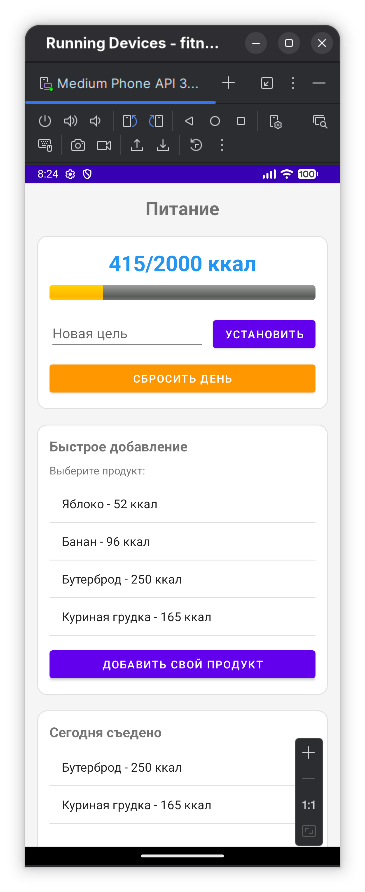 Running Devices - fitn...
Medium Phone API 3...
8:24 100
Питание
415/2000 ккал
Новая цель УСТАНОВИТЬ
СБРОСИТЬ ДЕНЬ
Быстрое добавление
Выберите продукт:
Яблоко - 52 ккал
Банан - 96 ккал
Бутерброд - 250 ккал
Куриная грудка - 165 ккал
ДОБАВИТЬ СВОЙ ПРОДУКТ
Сегодня съедено
Бутерброд - 250 ккал
Куриная грудка - 165 ккал
1:1